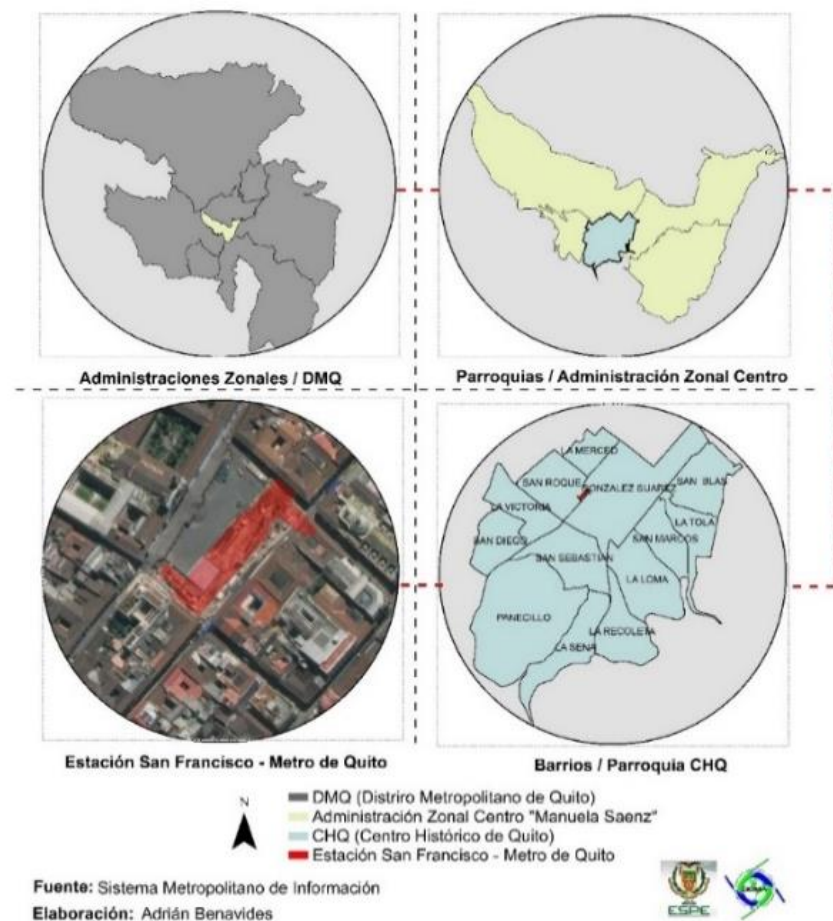 Administraciones Zonales / DMQ
Parroquias / Administración Zonal Centro
LA MERCED
SAN ROQUE
GONZALEZ SUAREZ
SAN BLAS
LA VICTORIA
LA TOLA
SAN DIEGO
SAN MARCOS
SAN SEBASTIAN
LA LOMA
PANECILLO
LA RECOLETA
LA SENA
Estación San Francisco - Metro de Quito
Barrios / Parroquia CHQ
N
DMQ (Distriro Metropolitano de Quito)
Administración Zonal Centro "Manuela Saenz"
CHQ (Centro Histórico de Quito)
Estación San Francisco - Metro de Quito
Fuente: Sistema Metropolitano de Información
Elaboración: Adrián Benavides
ESPE